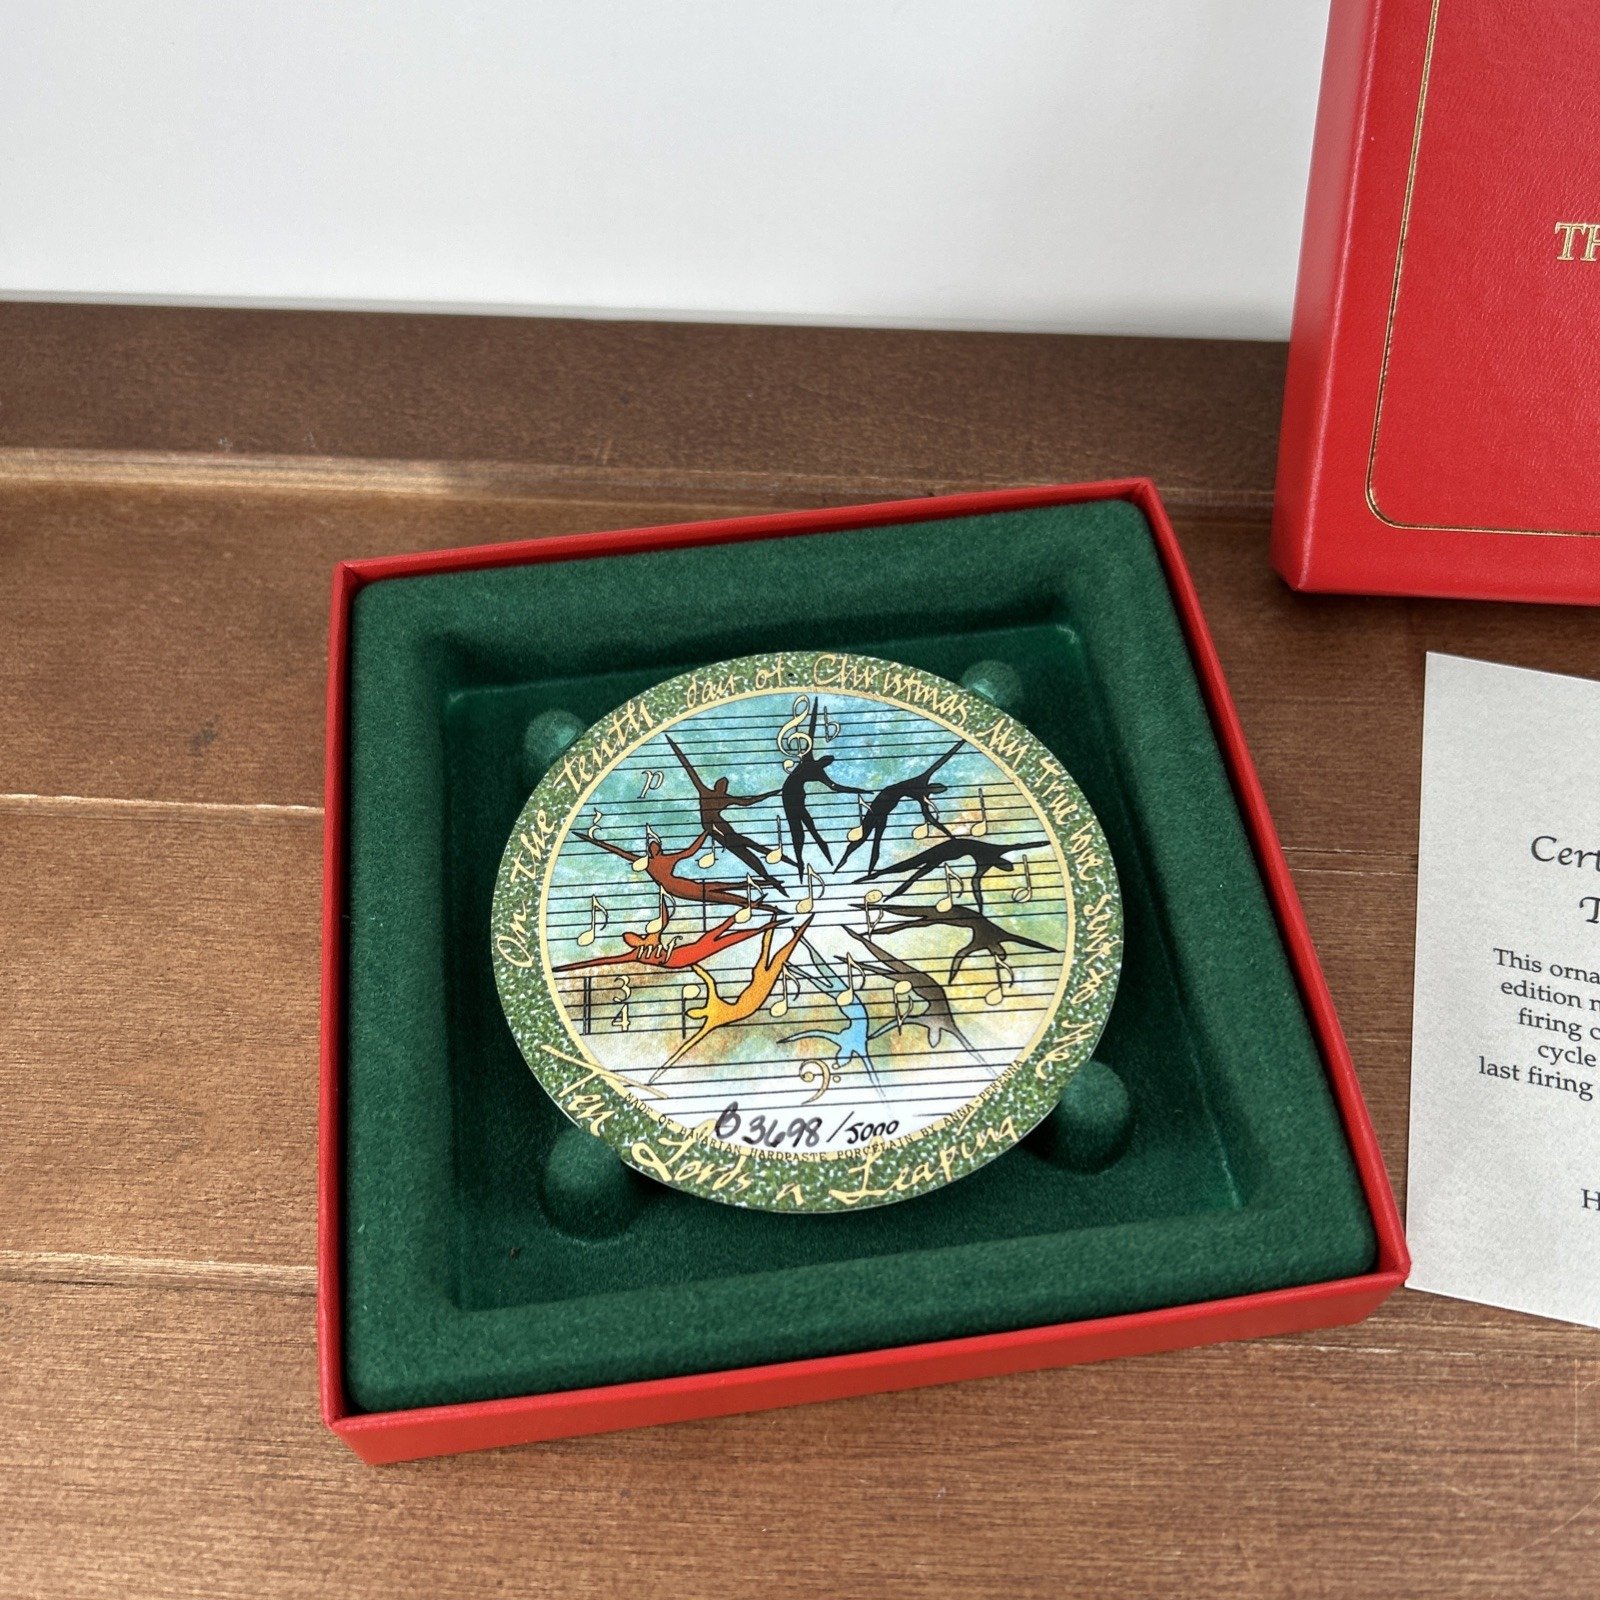 TH
On the tenth day of Christmas My True love Sent to Me
p
mf
3
4
B 3698/5000
MADE OF BAVARIAN HARDPASTE PORCELAIN BY ANNA-PERENNA
Ten Lords a Leaping
Cert
T
This orna
edition n
firing c
cycle
last firing
H